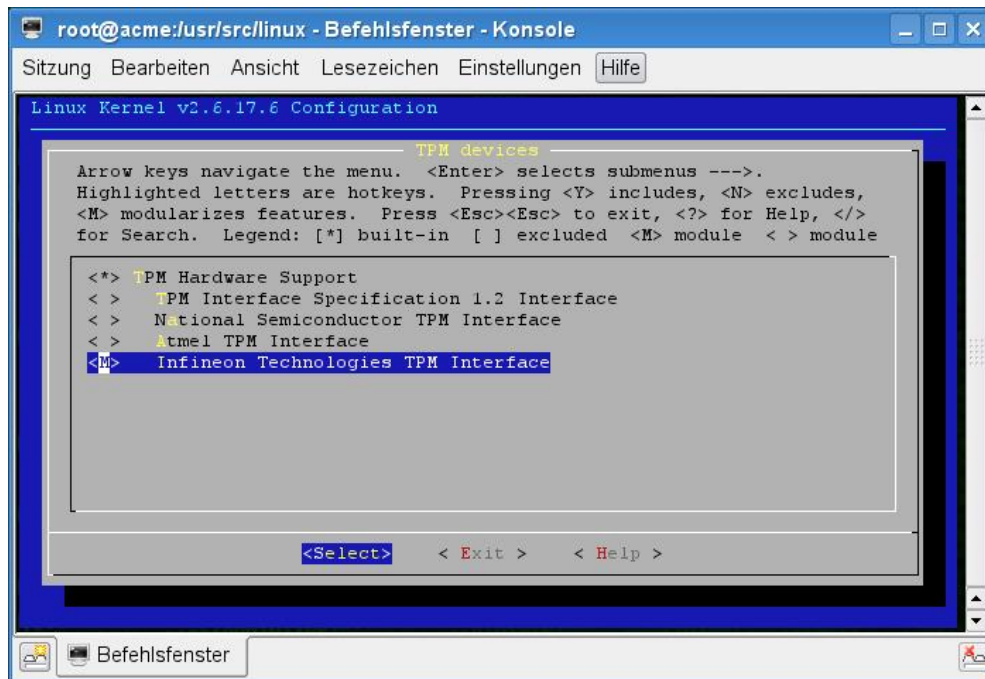 root@acme:/usr/src/linux - Befehlsfenster - Konsole
Sitzung Bearbeiten Ansicht Lesezeichen Einstellungen Hilfe
Linux Kernel v2.6.17.6 Configuration
TPM devices
Arrow keys navigate the menu. <Enter> selects submenus --->.
Highlighted letters are hotkeys. Pressing <Y> includes, <N> excludes,
<M> modularizes features. Press <Esc><Esc> to exit, <?> for Help, </>
for Search. Legend: [*] built-in [ ] excluded <M> module < > module
<*> TPM Hardware Support
< > TPM Interface Specification 1.2 Interface
< > National Semiconductor TPM Interface
< > Atmel TPM Interface
<M> Infineon Technologies TPM Interface
<Select> < Exit > < Help >
Befehlsfenster